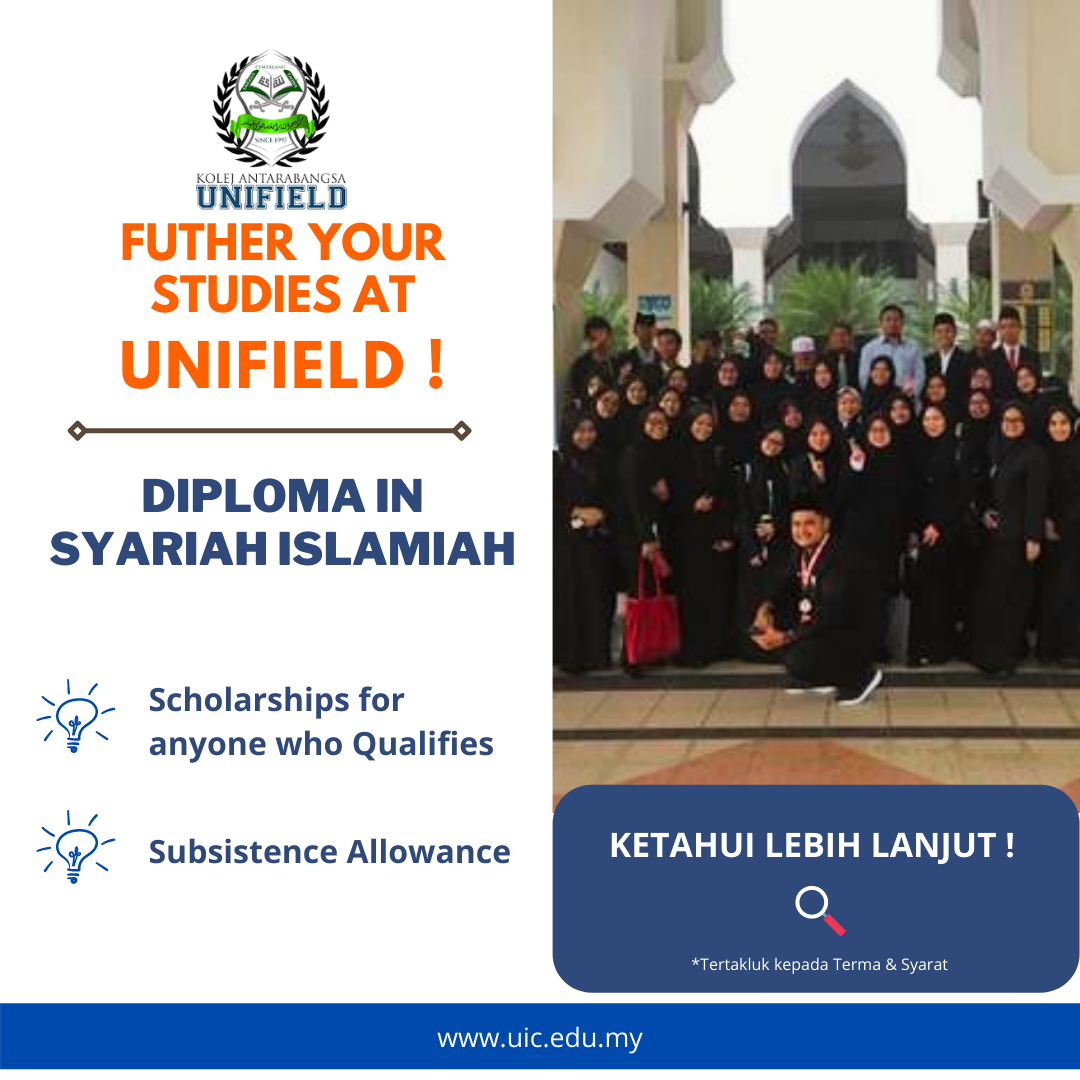 CEMERLANG
SINCE 1997
KOLEJ ANTARABANGSA
UNIFIELD
FUTHER YOUR
STUDIES AT
UNIFIELD !
DIPLOMA IN
SYARIAH ISLAMIAH
Scholarships for
anyone who Qualifies
Subsistence Allowance
KETAHUI LEBIH LANJUT !
*Tertakluk kepada Terma & Syarat
www.uic.edu.my